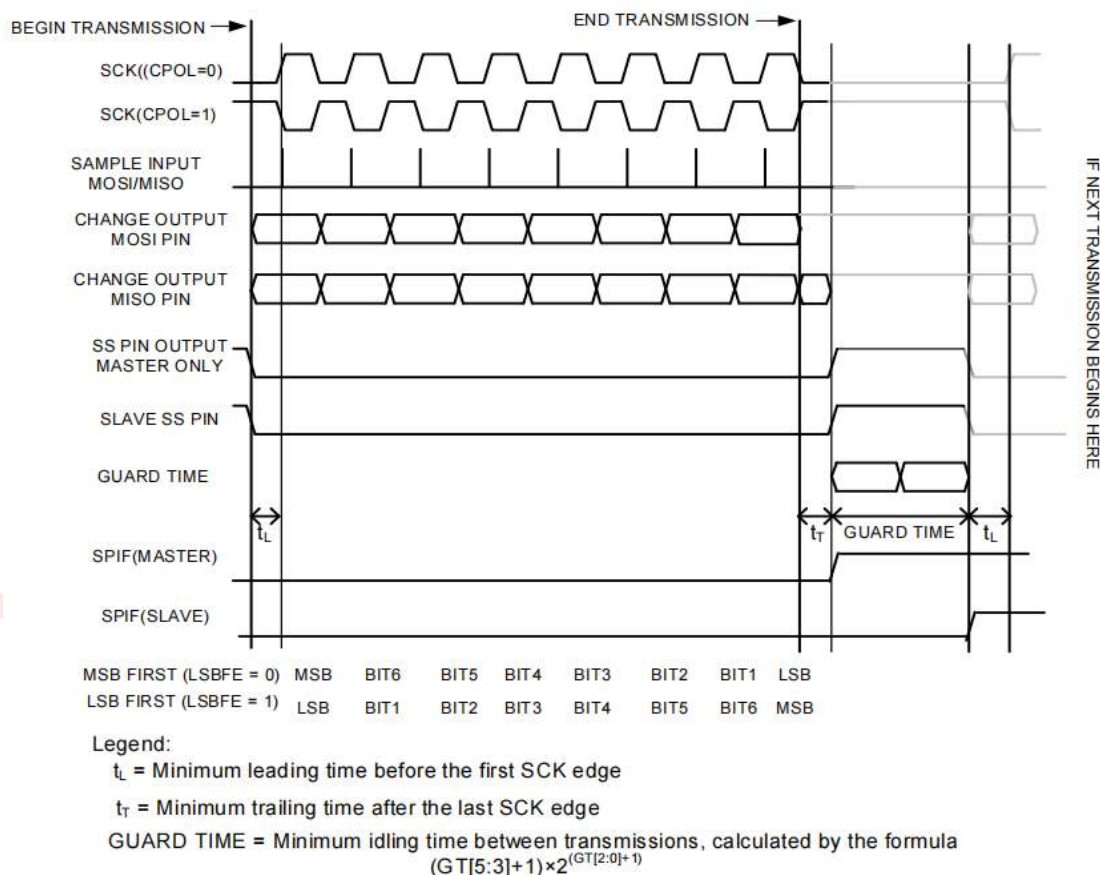 BEGIN TRANSMISSION
END TRANSMISSION
SCK((CPOL=0)
SCK(CPOL=1)
SAMPLE INPUT
MOSI/MISO
CHANGE OUTPUT
MOSI PIN
CHANGE OUTPUT
MISO PIN
SS PIN OUTPUT
MASTER ONLY
SLAVE SS PIN
GUARD TIME
tL
tT GUARD TIME tL
SPIF(MASTER)
SPIF(SLAVE)
IF NEXT TRANSMISSION BEGINS HERE
MSB FIRST (LSBFE = 0) MSB BIT6 BIT5 BIT4 BIT3 BIT2 BIT1 LSB
LSB FIRST (LSBFE = 1) LSB BIT1 BIT2 BIT3 BIT4 BIT5 BIT6 MSB
Legend:
tL = Minimum leading time before the first SCK edge
tT = Minimum trailing time after the last SCK edge
GUARD TIME = Minimum idling time between transmissions, calculated by the formula
(GT[5:3]+1)×2^(GT[2:0]+1)